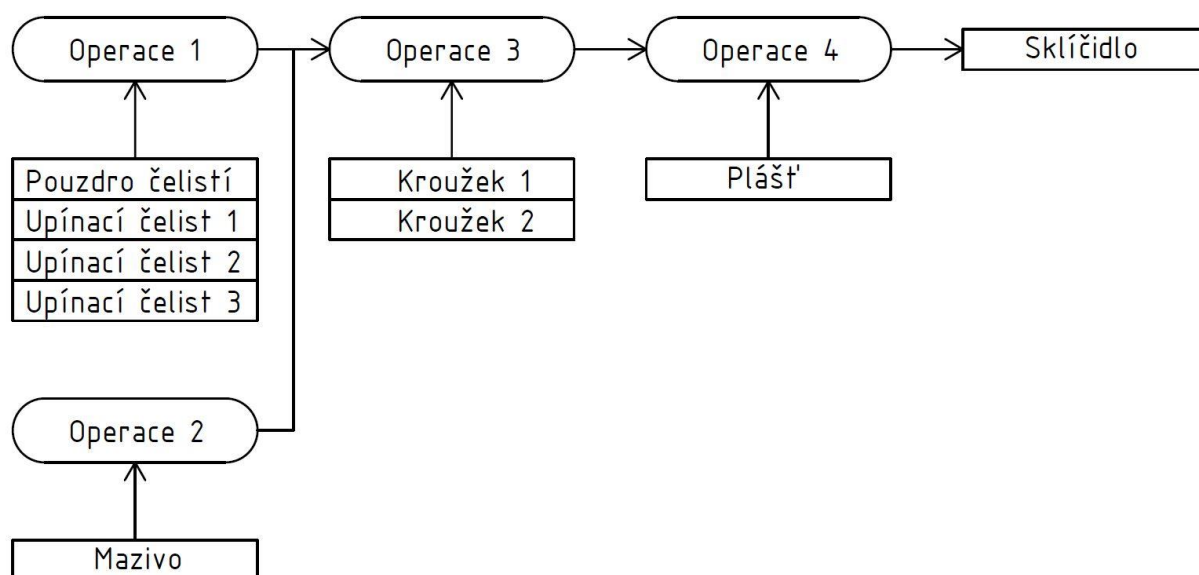 Operace 1
Operace 3
Operace 4
Sklíčidlo
Pouzdro čelistí
Upínací čelist 1
Upínací čelist 2
Upínací čelist 3
Kroužek 1
Kroužek 2
Plášť
Operace 2
Mazivo